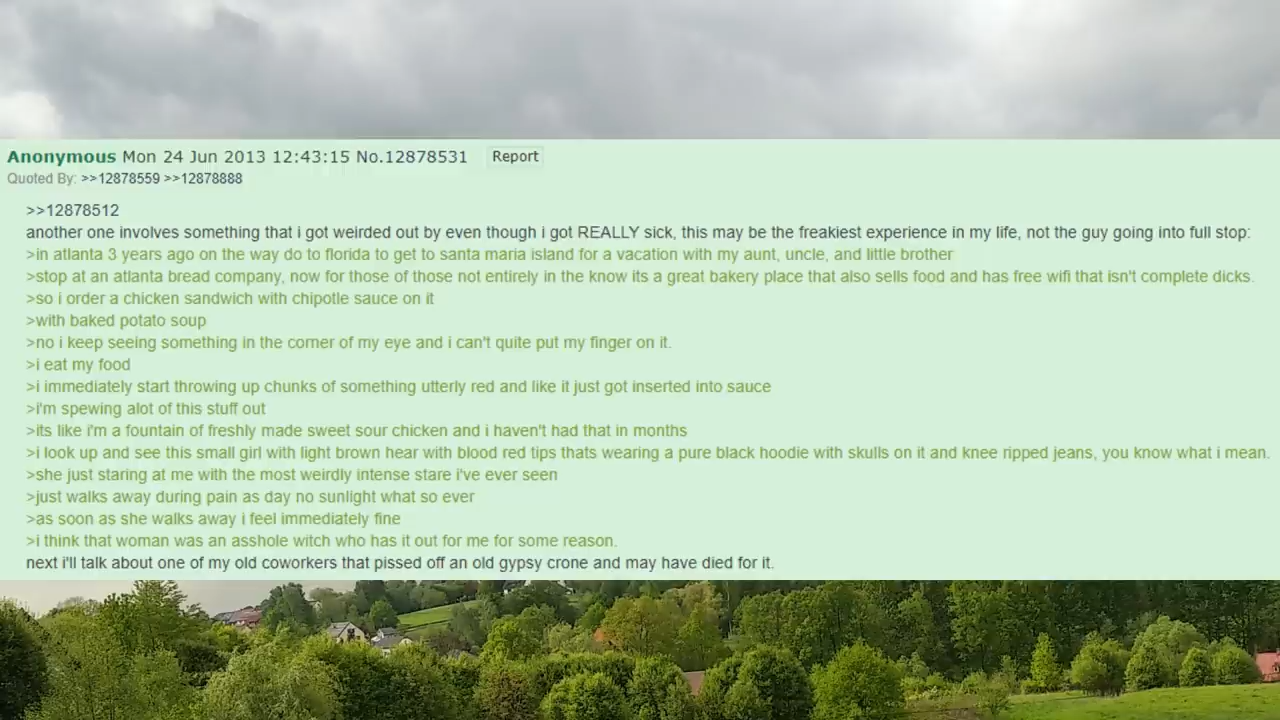 Anonymous Mon 24 Jun 2013 12:43:15 No.12878531 Report
Quoted By: >>12878559 >>12878888
>>12878512
another one involves something that i got weirded out by even though i got REALLY sick, this may be the freakiest experience in my life, not the guy going into full stop:
>in atlanta 3 years ago on the way do to florida to get to santa maria island for a vacation with my aunt, uncle, and little brother
>stop at an atlanta bread company, now for those of those not entirely in the know its a great bakery place that also sells food and has free wifi that isn't complete dicks.
>so i order a chicken sandwich with chipotle sauce on it
>with baked potato soup
>no i keep seeing something in the corner of my eye and i can't quite put my finger on it.
>i eat my food
>i immediately start throwing up chunks of something utterly red and like it just got inserted into sauce
>i'm spewing alot of this stuff out
>its like i'm a fountain of freshly made sweet sour chicken and i haven't had that in months
>i look up and see this small girl with light brown hear with blood red tips thats wearing a pure black hoodie with skulls on it and knee ripped jeans, you know what i mean.
>she just staring at me with the most weirdly intense stare i've ever seen
>just walks away during pain as day no sunlight what so ever
>as soon as she walks away i feel immediately fine
>i think that woman was an asshole witch who has it out for me for some reason.
next i'll talk about one of my old coworkers that pissed off an old gypsy crone and may have died for it.